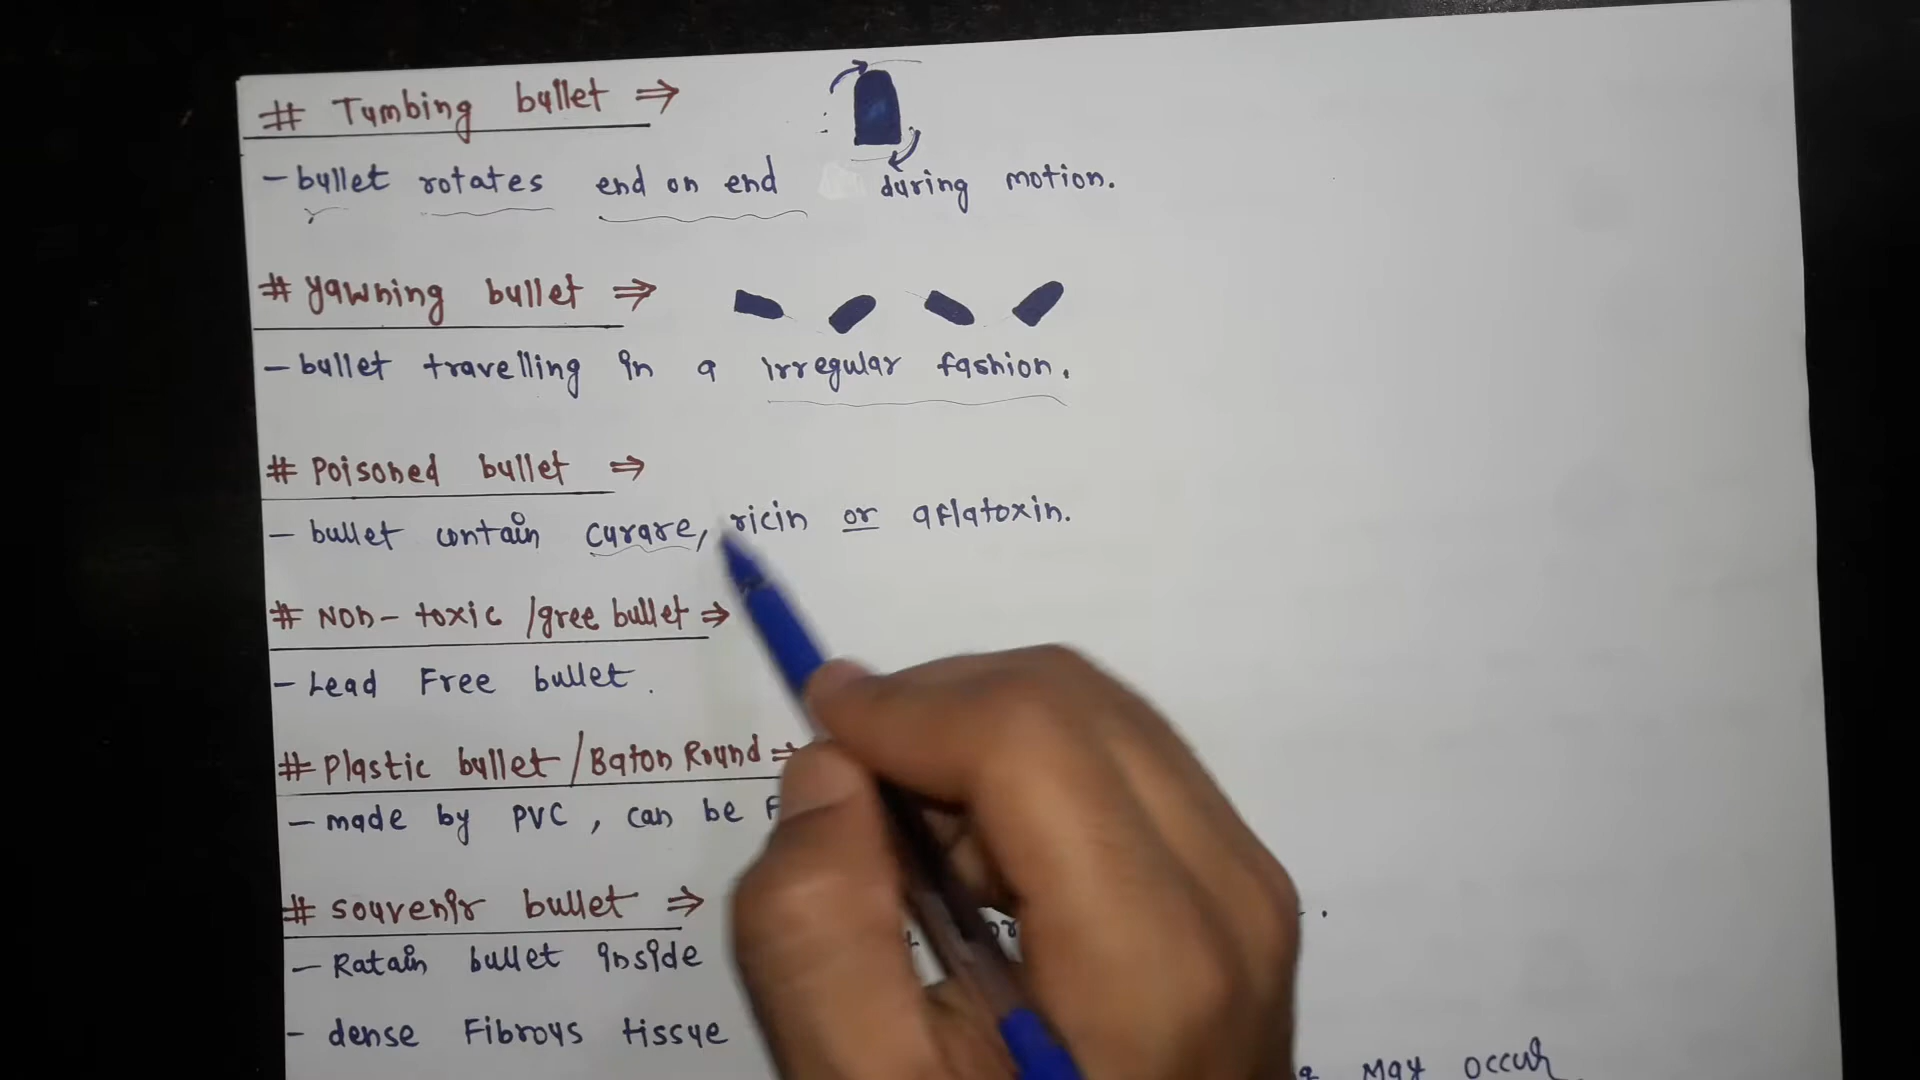 # Tumbing bullet ⇒
- bullet rotates end on end during motion.
# Yawning bullet ⇒
- bullet travelling in a irregular fashion.
# Poisoned bullet ⇒
- bullet contain curare, ricin or aflatoxin.
# Non-toxic /gree bullet ⇒
- Lead Free bullet.
# Plastic bullet / Baton Round ⇒
- made by PVC, can be
# souvenir bullet ⇒
- Ratain bullet inside
- dense Fibrous tissue may occur